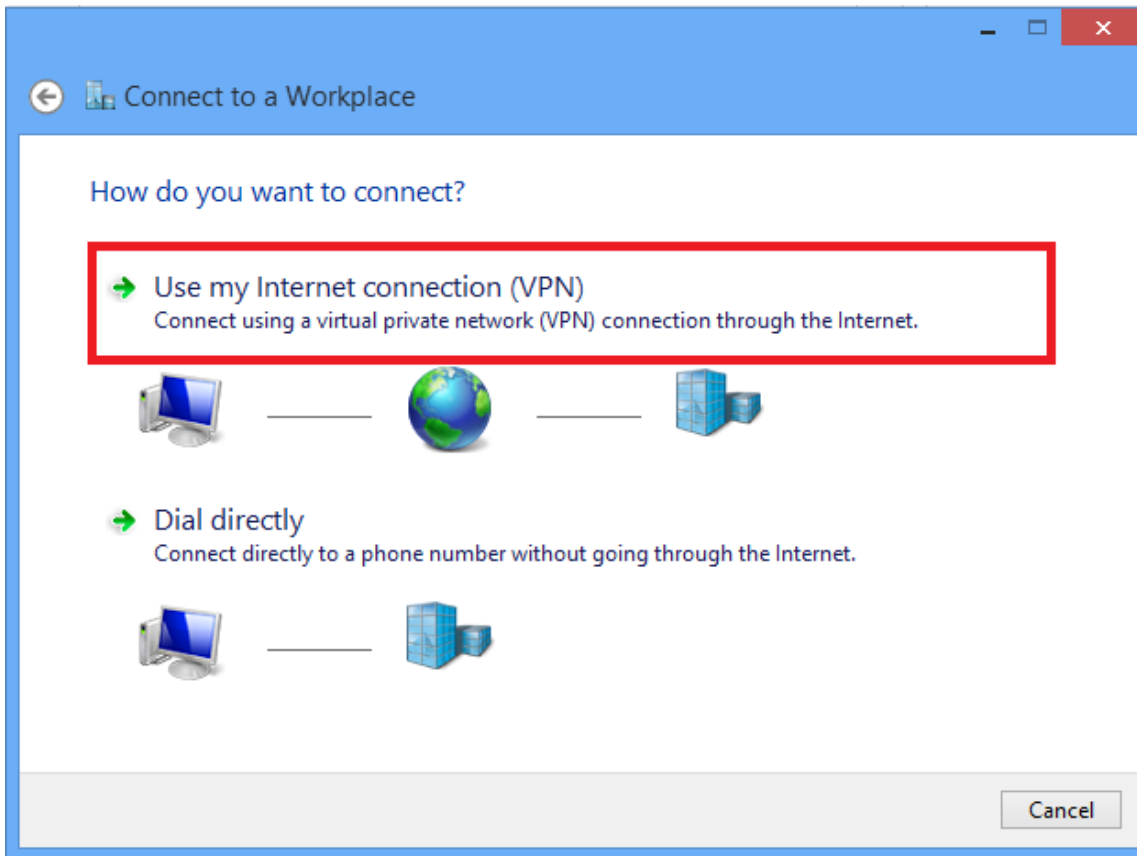 Connect to a Workplace
How do you want to connect?
Use my Internet connection (VPN)
Connect using a virtual private network (VPN) connection through the Internet.
Dial directly
Connect directly to a phone number without going through the Internet.
Cancel